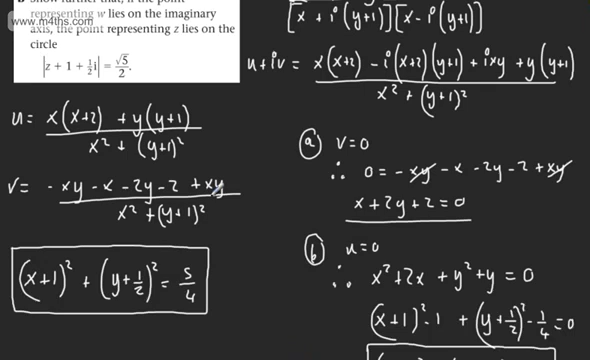 b Show further that, if the point
representing w lies on the imaginary
axis, the point representing z lies on the
circle
|z + 1 + ½i| = √5/2.
www.m4ths.com
u = (x(x+2) + y(y+1))/(x² + (y+1)²)
v = (-xy - x - 2y - 2 + xy)/(x² + (y+1)²)
(x+1)² + (y+½)² = 5/4
[x + i(y+1)][x - i(y+1)]
u+iv = (x(x+2) - i(x+2)(y+1) + ixy + y(y+1))/(x² + (y+1)²)
(a) v=0
∴ 0 = -xy - x - 2y - 2 + xy
x + 2y + 2 = 0
(b) u=0
∴ x² + 2x + y² + y = 0
(x+1)² - 1 + (y+½)² - ¼ = 0